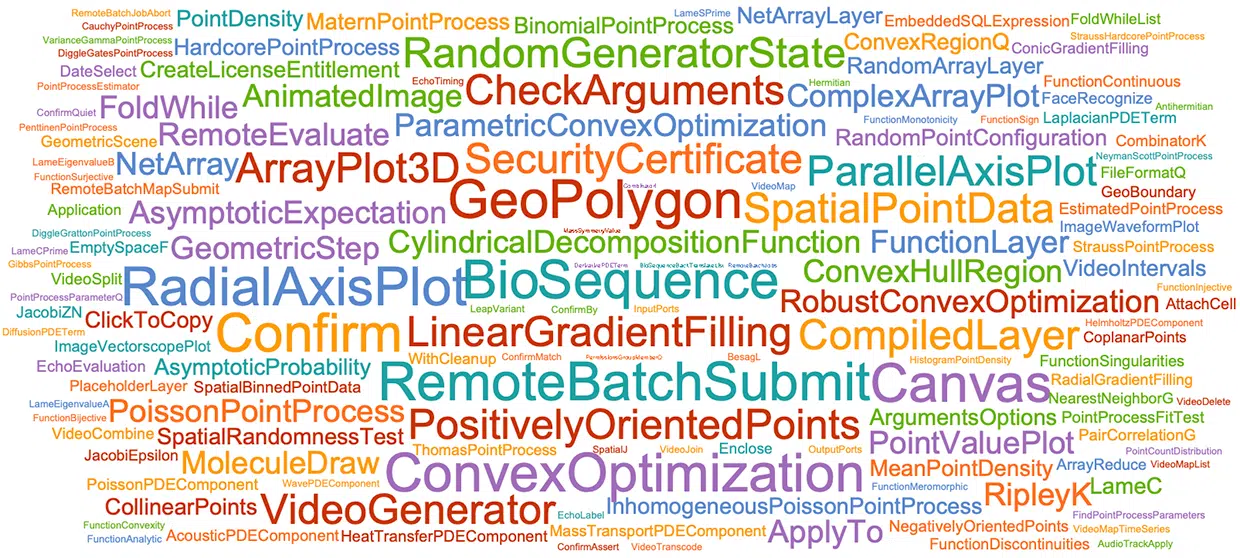 RemoteBatchJobAbort
PointDensity
MaternPointProcess
BinomialPointProcess
LameSPrime
NetArrayLayer
EmbeddedSQLExpression
FoldWhileList
CauchyPointProcess
VarianceGammaPointProcess
DiggleGatesPointProcess
HardcorePointProcess
RandomGeneratorState
ConvexRegionQ
StraussHardcorePointProcess
ConicGradientFilling
DateSelect
CreateLicenseEntitlement
EchoTiming
Hermitian
RandomArrayLayer
FunctionContinuous
PointProcessEstimator
AnimatedImage
CheckArguments
ComplexArrayPlot
FaceRecognize
Antihermitian
ConfirmQuiet
FoldWhile
ParametricConvexOptimization
FunctionMonotonicity
FunctionSign
LaplacianPDETerm
PenttinenPointProcess
GeometricScene
RemoteEvaluate
RandomPointConfiguration
CombinatorK
LameEigenvalueB
NetArray
ArrayPlot3D
SecurityCertificate
ParallelAxisPlot
NeymanScottPointProcess
FunctionSurjective
RemoteBatchMapSubmit
VideoMap
FileFormatQ
GeoBoundary
Application
AsymptoticExpectation
GeoPolygon
SpatialPointData
EstimatedPointProcess
ImageWaveformPlot
DiggleGrattonPointProcess
MassSymmetryValue
LameCPrime
EmptySpaceF
GeometricStep
CylindricalDecompositionFunction
FunctionLayer
StraussPointProcess
GibbsPointProcess
DerivativePDETerm
BioSequenceBackTranslateList
VideoSplit
RadialAxisPlot
BioSequence
ConvexHullRegion
VideoIntervals
FunctionInjective
PointProcessParameterQ
JacobiZN
ClickToCopy
LeapVariant
ConfirmBy
InputPorts
RobustConvexOptimization
AttachCell
DiffusionPDETerm
Confirm
LinearGradientFilling
CompiledLayer
HelmholtzPDEComponent
CoplanarPoints
ImageVectorscopePlot
EchoEvaluation
AsymptoticProbability
WithCleanup
ConfirmMatch
PermissionsGroupMemberQ
BesagL
HistogramPointDensity
FunctionSingularities
PlaceholderLayer
SpatialBinnedPointData
RemoteBatchSubmit
Canvas
RadialGradientFilling
NearestNeighborG
VideoDelete
LameEigenvalueA
FunctionBijective
PoissonPointProcess
PositivelyOrientedPoints
ArgumentsOptions
PointProcessFitTest
VideoCombine
SpatialRandomnessTest
PointValuePlot
PairCorrelationG
JacobiEpsilon
MoleculeDraw
ThomasPointProcess
SpatialJ
VideoJoin
Enclose
OutputPorts
PointCountDistribution
MeanPointDensity
ArrayReduce
VideoMapList
PoissonPDEComponent
WavePDEComponent
ConvexOptimization
FunctionMeromorphic
RipleyK
LameC
CollinearPoints
VideoGenerator
InhomogeneousPoissonPointProcess
EchoLabel
FindPointProcessParameters
FunctionConvexity
FunctionAnalytic
AcousticPDEComponent
HeatTransferPDEComponent
MassTransportPDEComponent
ApplyTo
NegativelyOrientedPoints
VideoMapTimeSeries
ConfirmAssert
VideoTranscode
FunctionDiscontinuities
AudioTrackApply